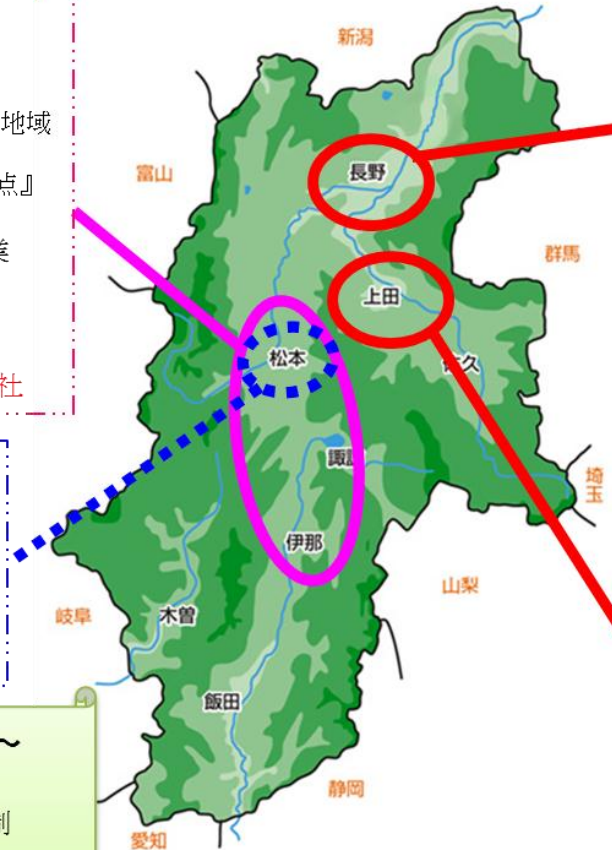 地域
点』
業
社
～
制
新潟
富山
長野
群馬
上田
松本
佐久
諏訪
埼玉
伊那
山梨
岐阜
木曽
飯田
静岡
愛知